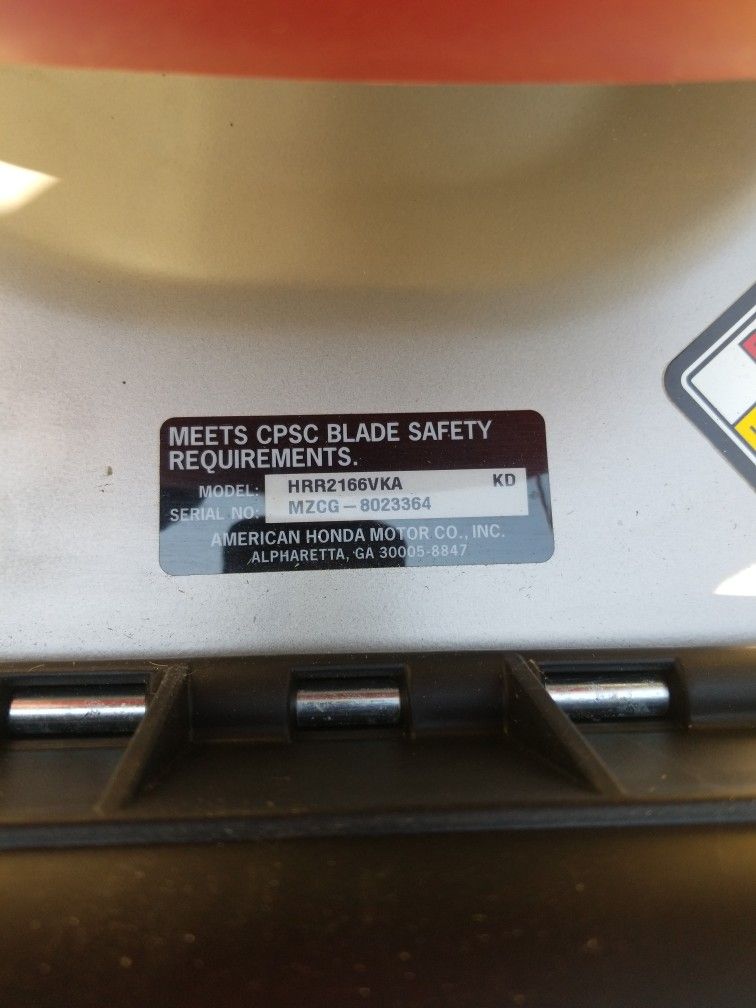 MEETS CPSC BLADE SAFETY
REQUIREMENTS.
MODEL: HRR2166VKA KD
SERIAL NO: MZCG-8023364
AMERICAN HONDA MOTOR CO., INC.
ALPHARETTA, GA 30005-8847